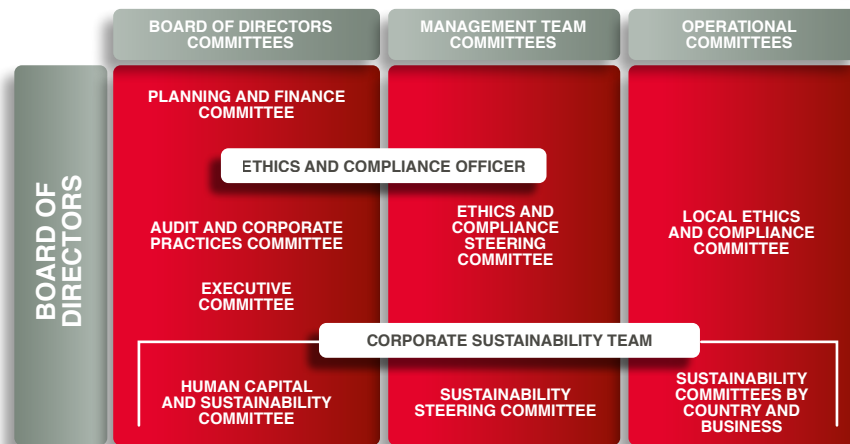 BOARD OF DIRECTORS
COMMITTEES
MANAGEMENT TEAM
COMMITTEES
OPERATIONAL
COMMITTEES
BOARD OF
DIRECTORS
PLANNING AND FINANCE
COMMITTEE
ETHICS AND COMPLIANCE OFFICER
AUDIT AND CORPORATE
PRACTICES COMMITTEE
ETHICS AND
COMPLIANCE
STEERING
COMMITTEE
LOCAL ETHICS
AND COMPLIANCE
COMMITTEE
EXECUTIVE
COMMITTEE
CORPORATE SUSTAINABILITY TEAM
HUMAN CAPITAL
AND SUSTAINABILITY
COMMITTEE
SUSTAINABILITY
STEERING COMMITTEE
SUSTAINABILITY
COMMITTEES BY
COUNTRY AND
BUSINESS